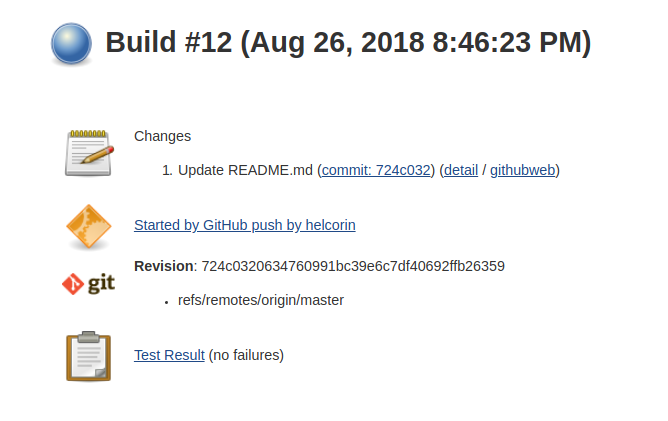 Build #12 (Aug 26, 2018 8:46:23 PM)
Changes
1. Update README.md (commit: 724c032) (detail / githubweb)
Started by GitHub push by helcorin
Revision: 724c0320634760991bc39e6c7df40692ffb26359
git
• refs/remotes/origin/master
Test Result (no failures)